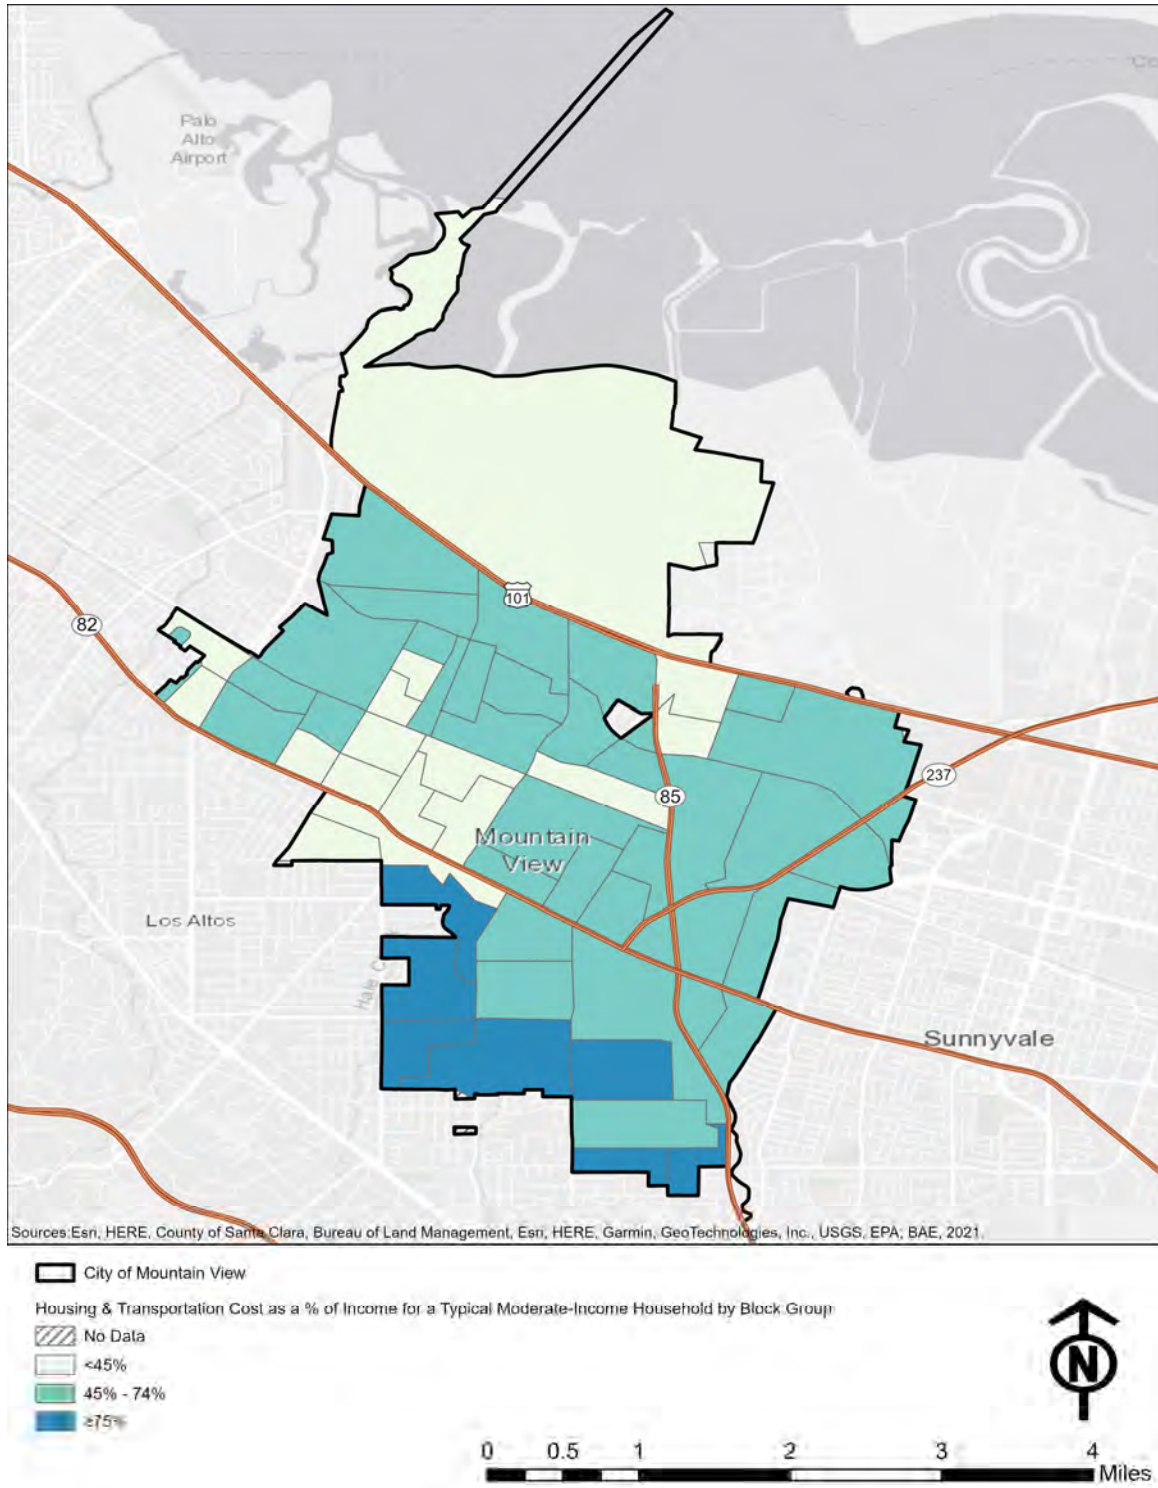 Co
Palo
Alto
Airport
101
82
237
85
Mountain
View
Los Altos
Hale C
Sunnyvale
Sources:Esri, HERE, County of Santa Clara, Bureau of Land Management, Esri, HERE, Garmin, GeoTechnologies, Inc., USGS, EPA; BAE, 2021.
City of Mountain View
Housing & Transportation Cost as a % of Income for a Typical Moderate-Income Household by Block Group
No Data
<45%
45% - 74%
≥75%
N
0 0.5 1 2 3 4
Miles